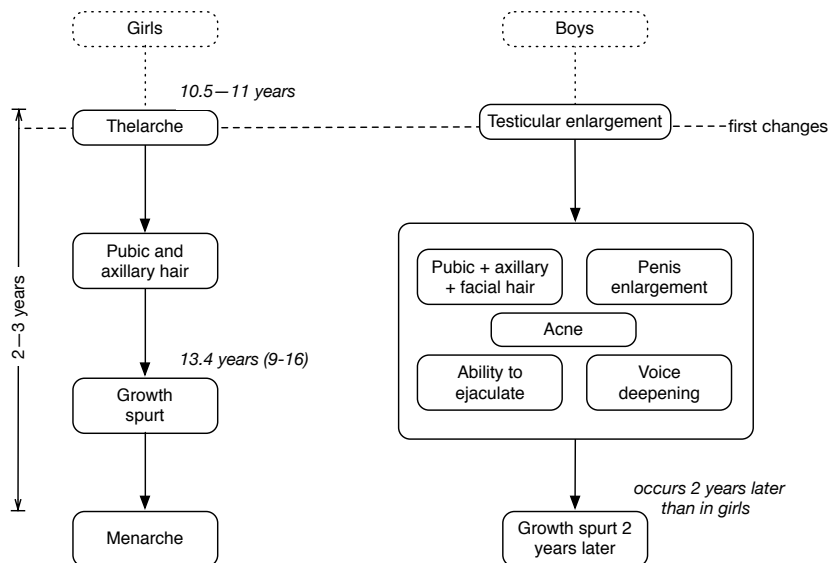 Girls
Boys
10.5—11 years
Thelarche
Testicular enlargement
first changes
Pubic and
axillary hair
Pubic + axillary
+ facial hair
Penis
enlargement
Acne
2—3 years
13.4 years (9-16)
Ability to
ejaculate
Voice
deepening
Growth
spurt
occurs 2 years later
than in girls
Menarche
Growth spurt 2
years later